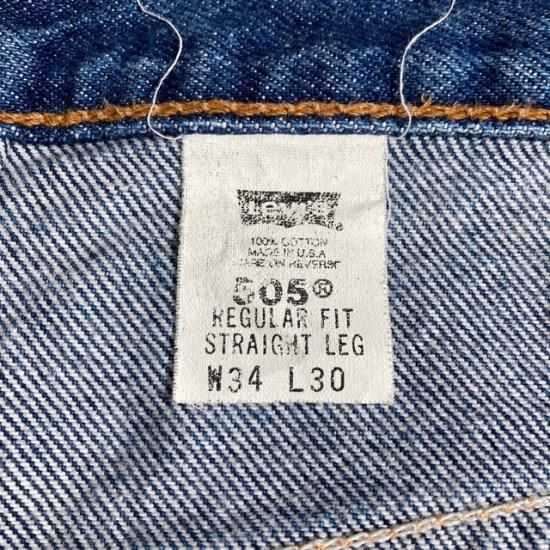 Levi's®
100% COTTON
MADE IN U.S.A
CARE ON REVERSE
505®
REGULAR FIT
STRAIGHT LEG
W34 L30